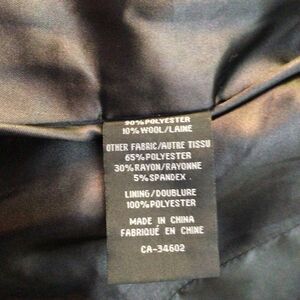 90% POLYESTER
10% WOOL/LAINE
OTHER FABRIC/AUTRE TISSU
65% POLYESTER
30% RAYON/RAYONNE
5% SPANDEX
LINING/DOUBLURE
100% POLYESTER
MADE IN CHINA
FABRIQUÉ EN CHINE
CA-34602